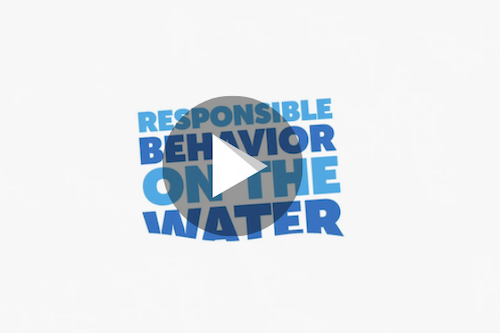 RESPONSIBLE
BEHAVIOR
ON THE
WATER